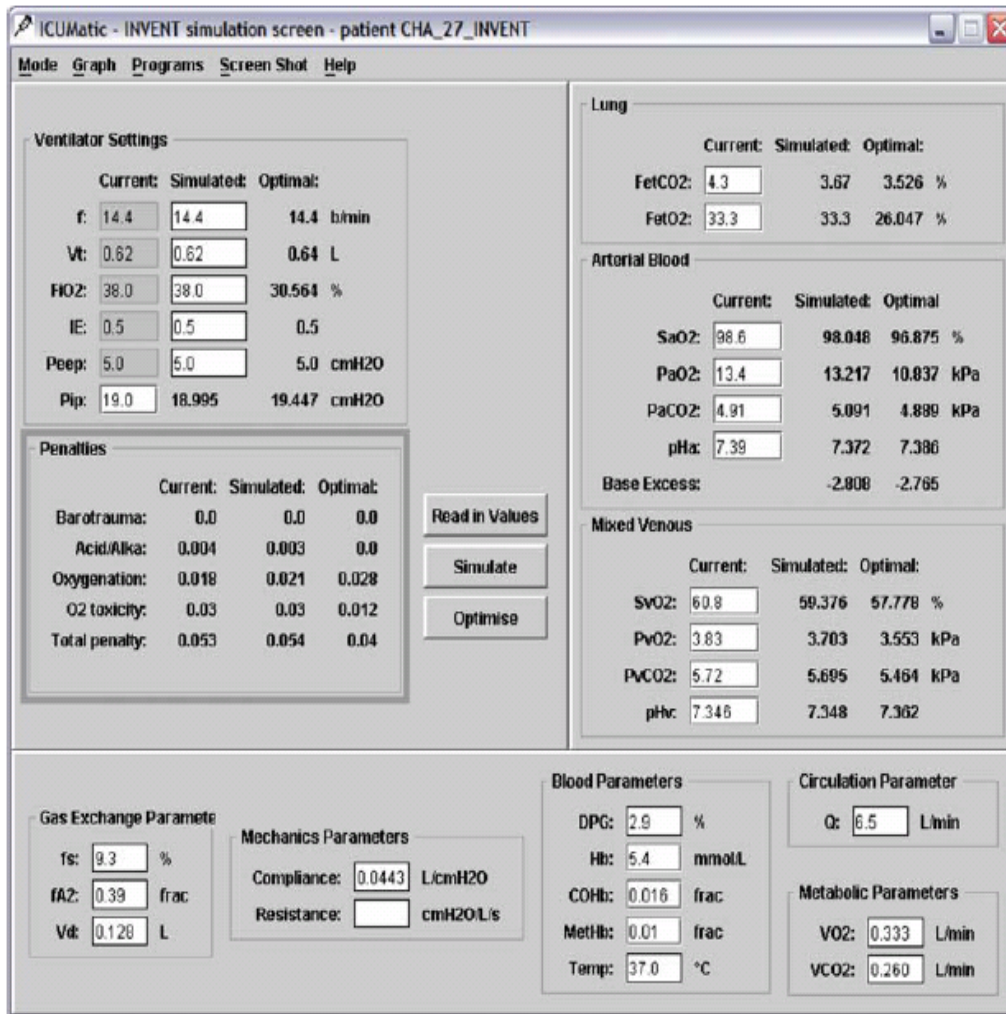 ICUMatic - INVENT simulation screen - patient CHA_27_INVENT
Mode Graph Programs Screen Shot Help
Ventilator Settings
Current: Simulated: Optimal:
f: 14.4 14.4 14.4 b/min
Vt: 0.62 0.62 0.64 L
FIO2: 38.0 38.0 30.564 %
IE: 0.5 0.5 0.5
Peep: 5.0 5.0 5.0 cmH2O
Pip: 19.0 18.995 19.447 cmH2O
Penalties
Current: Simulated: Optimal:
Barotrauma: 0.0 0.0 0.0
Acid/Alka: 0.004 0.003 0.0
Oxygenation: 0.018 0.021 0.028
O2 toxicity: 0.03 0.03 0.012
Total penalty: 0.053 0.054 0.04
Read in Values
Simulate
Optimise
Lung
Current: Simulated: Optimal:
FetCO2: 4.3 3.67 3.526 %
FetO2: 33.3 33.3 26.047 %
Arterial Blood
Current: Simulated: Optimal
SaO2: 98.6 98.048 96.875 %
PaO2: 13.4 13.217 10.837 kPa
PaCO2: 4.91 5.091 4.889 kPa
pHa: 7.39 7.372 7.386
Base Excess: -2.808 -2.765
Mixed Venous
Current: Simulated: Optimal:
SvO2: 60.8 59.376 57.778 %
PvO2: 3.83 3.703 3.553 kPa
PvCO2: 5.72 5.695 5.464 kPa
pHv: 7.346 7.348 7.362
Gas Exchange Paramete
fs: 9.3 %
fA2: 0.39 frac
Vd: 0.128 L
Mechanics Parameters
Compliance: 0.0443 L/cmH2O
Resistance: cmH2O/L/s
Blood Parameters
DPG: 2.9 %
Hb: 5.4 mmol/L
COHb: 0.016 frac
MetHb: 0.01 frac
Temp: 37.0 °C
Circulation Parameter
Q: 6.5 L/min
Metabolic Parameters
VO2: 0.333 L/min
VCO2: 0.260 L/min